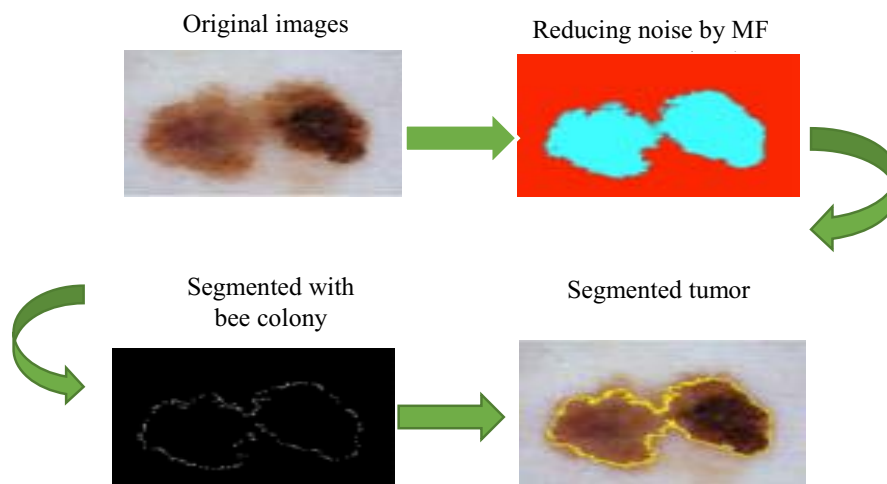 Original images
Reducing noise by MF
Segmented with
bee colony
Segmented tumor